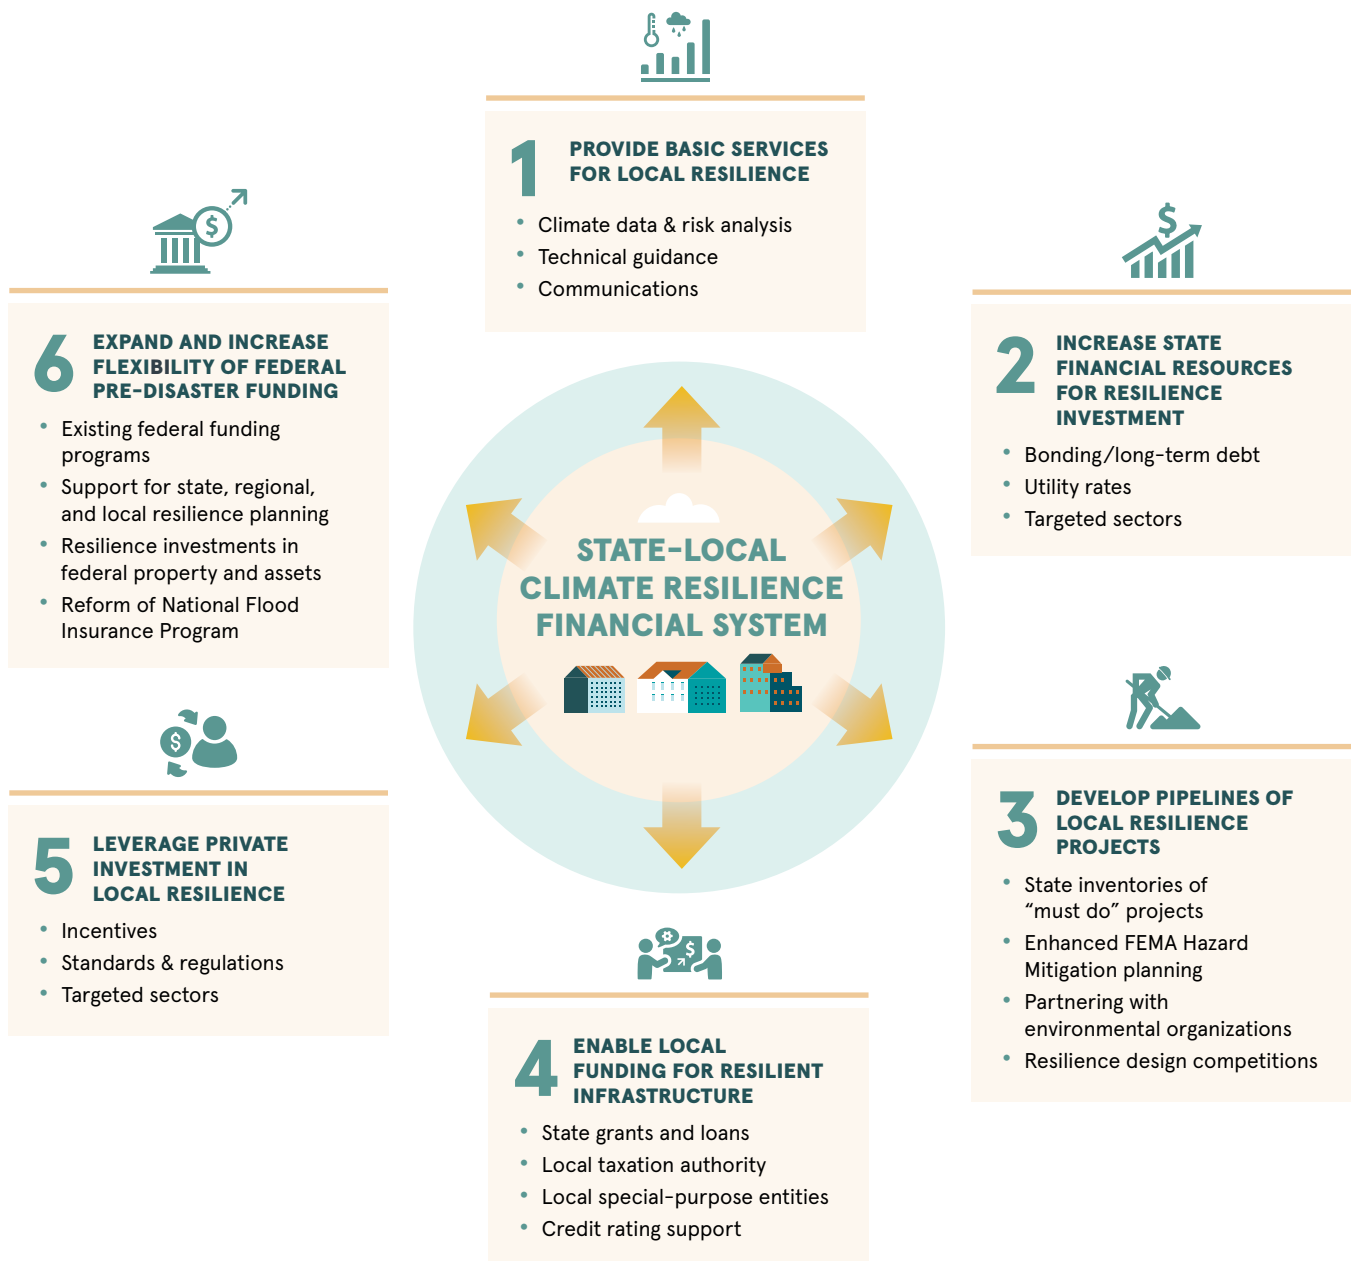 1
PROVIDE BASIC SERVICES
FOR LOCAL RESILIENCE
• Climate data & risk analysis
• Technical guidance
• Communications
$
2
INCREASE STATE
FINANCIAL RESOURCES
FOR RESILIENCE
INVESTMENT
• Bonding/long-term debt
• Utility rates
• Targeted sectors
3
DEVELOP PIPELINES OF
LOCAL RESILIENCE
PROJECTS
• State inventories of
“must do” projects
• Enhanced FEMA Hazard
Mitigation planning
• Partnering with
environmental organizations
• Resilience design competitions
$
4
ENABLE LOCAL
FUNDING FOR RESILIENT
INFRASTRUCTURE
• State grants and loans
• Local taxation authority
• Local special-purpose entities
• Credit rating support
$
5
LEVERAGE PRIVATE
INVESTMENT IN
LOCAL RESILIENCE
• Incentives
• Standards & regulations
• Targeted sectors
$
6
EXPAND AND INCREASE
FLEXIBILITY OF FEDERAL
PRE-DISASTER FUNDING
• Existing federal funding
programs
• Support for state, regional,
and local resilience planning
• Resilience investments in
federal property and assets
• Reform of National Flood
Insurance Program
STATE-LOCAL
CLIMATE RESILIENCE
FINANCIAL SYSTEM